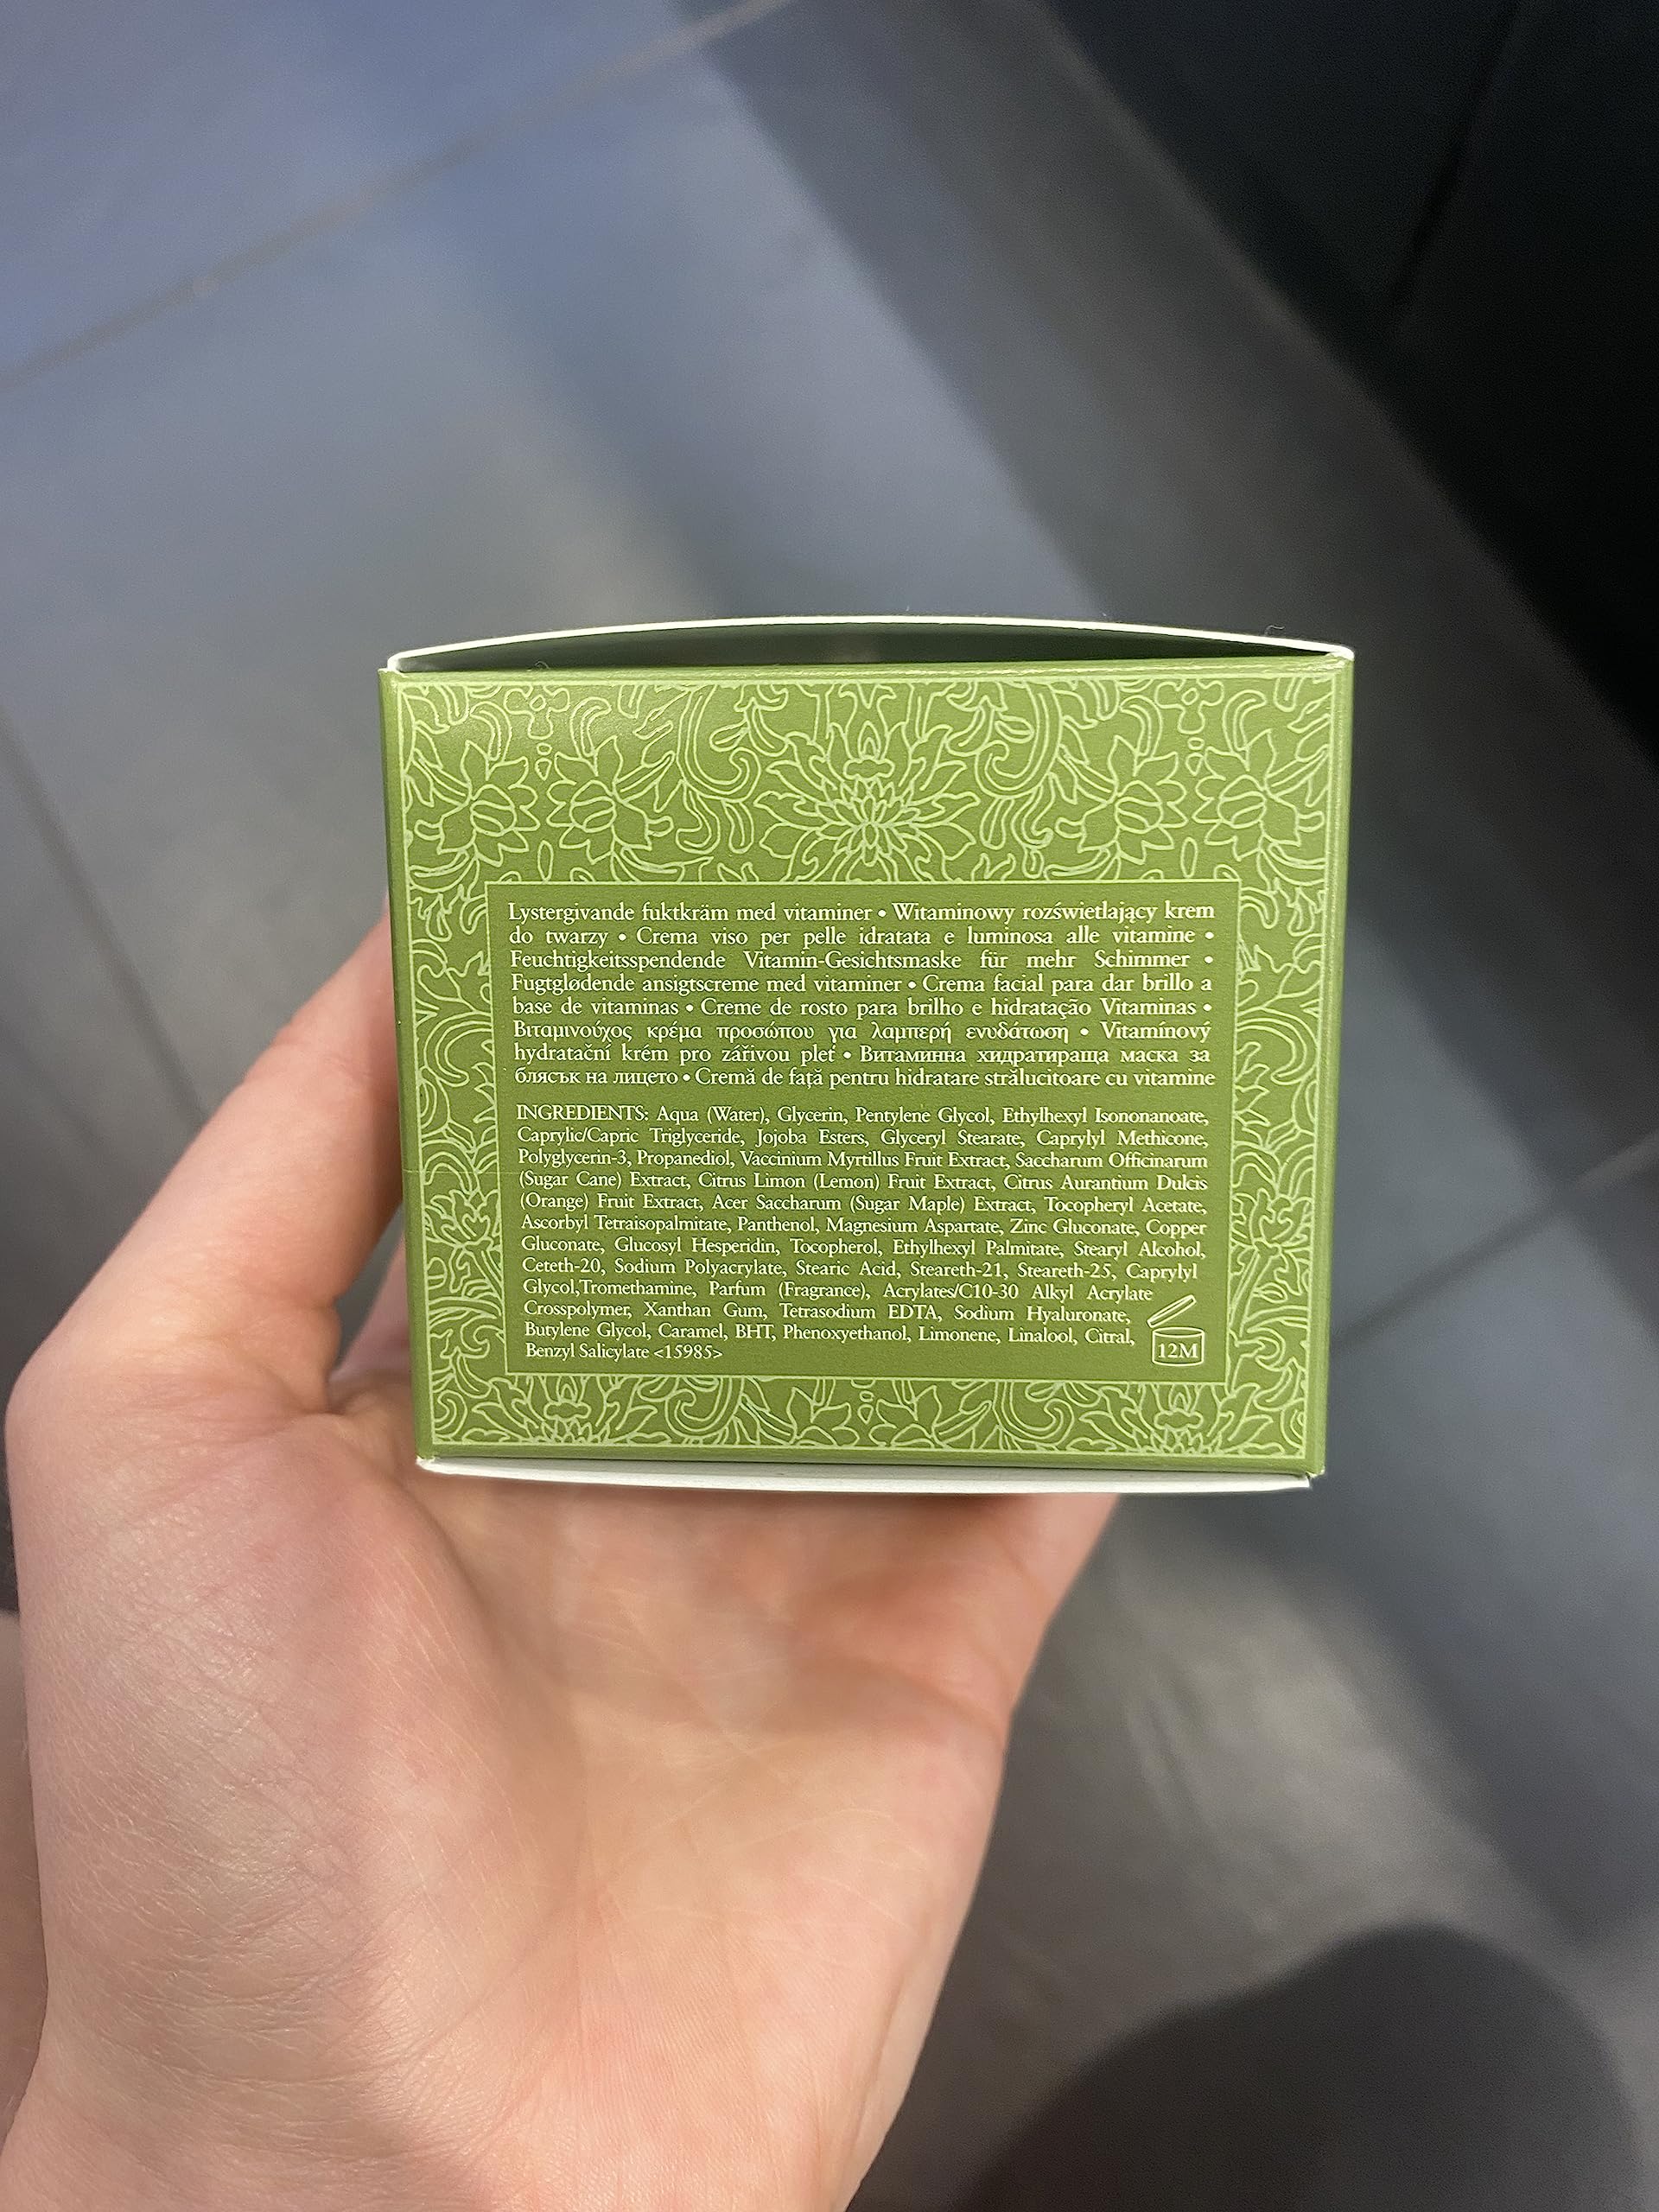 Lystergivande fuktkräm med vitaminer • Witaminowy rozświetlający krem
do twarzy • Crema viso per pelle idratata e luminosa alle vitamine •
Feuchtigkeitsspendende Vitamin-Gesichtsmaske für mehr Schimmer •
Fugtglødende ansigtscreme med vitaminer • Crema facial para dar brillo a
base de vitaminas • Creme de rosto para brilho e hidratação Vitaminas •
Βιταμινούχος κρέμα προσώπου για λαμπερή ενυδάτωση • Vitamínový
hydratační krém pro zářivou pleť • Витаминна хидратираща маска за
блясък на лицето • Cremă de față pentru hidratare strălucitoare cu vitamine
INGREDIENTS: Aqua (Water), Glycerin, Pentylene Glycol, Ethylhexyl Isononanoate,
Caprylic/Capric Triglyceride, Jojoba Esters, Glyceryl Stearate, Caprylyl Methicone,
Polyglycerin-3, Propanediol, Vaccinium Myrtillus Fruit Extract, Saccharum Officinarum
(Sugar Cane) Extract, Citrus Limon (Lemon) Fruit Extract, Citrus Aurantium Dulcis
(Orange) Fruit Extract, Acer Saccharum (Sugar Maple) Extract, Tocopheryl Acetate,
Ascorbyl Tetraisopalmitate, Panthenol, Magnesium Aspartate, Zinc Gluconate, Copper
Gluconate, Glucosyl Hesperidin, Tocopherol, Ethylhexyl Palmitate, Stearyl Alcohol,
Ceteth-20, Sodium Polyacrylate, Stearic Acid, Steareth-21, Steareth-25, Caprylyl
Glycol,Tromethamine, Parfum (Fragrance), Acrylates/C10-30 Alkyl Acrylate
Crosspolymer, Xanthan Gum, Tetrasodium EDTA, Sodium Hyaluronate,
Butylene Glycol, Caramel, BHT, Phenoxyethanol, Limonene, Linalool, Citral,
Benzyl Salicylate <15985>
12M